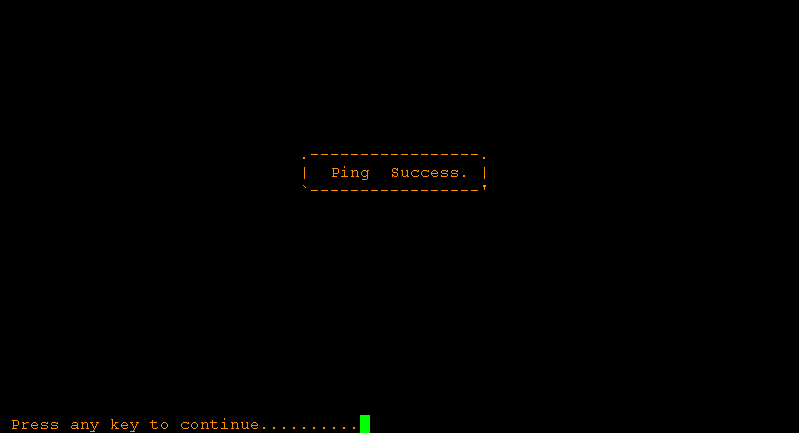 .-----------------.
|  Ping  Success. |
`-----------------'
Press any key to continue..........